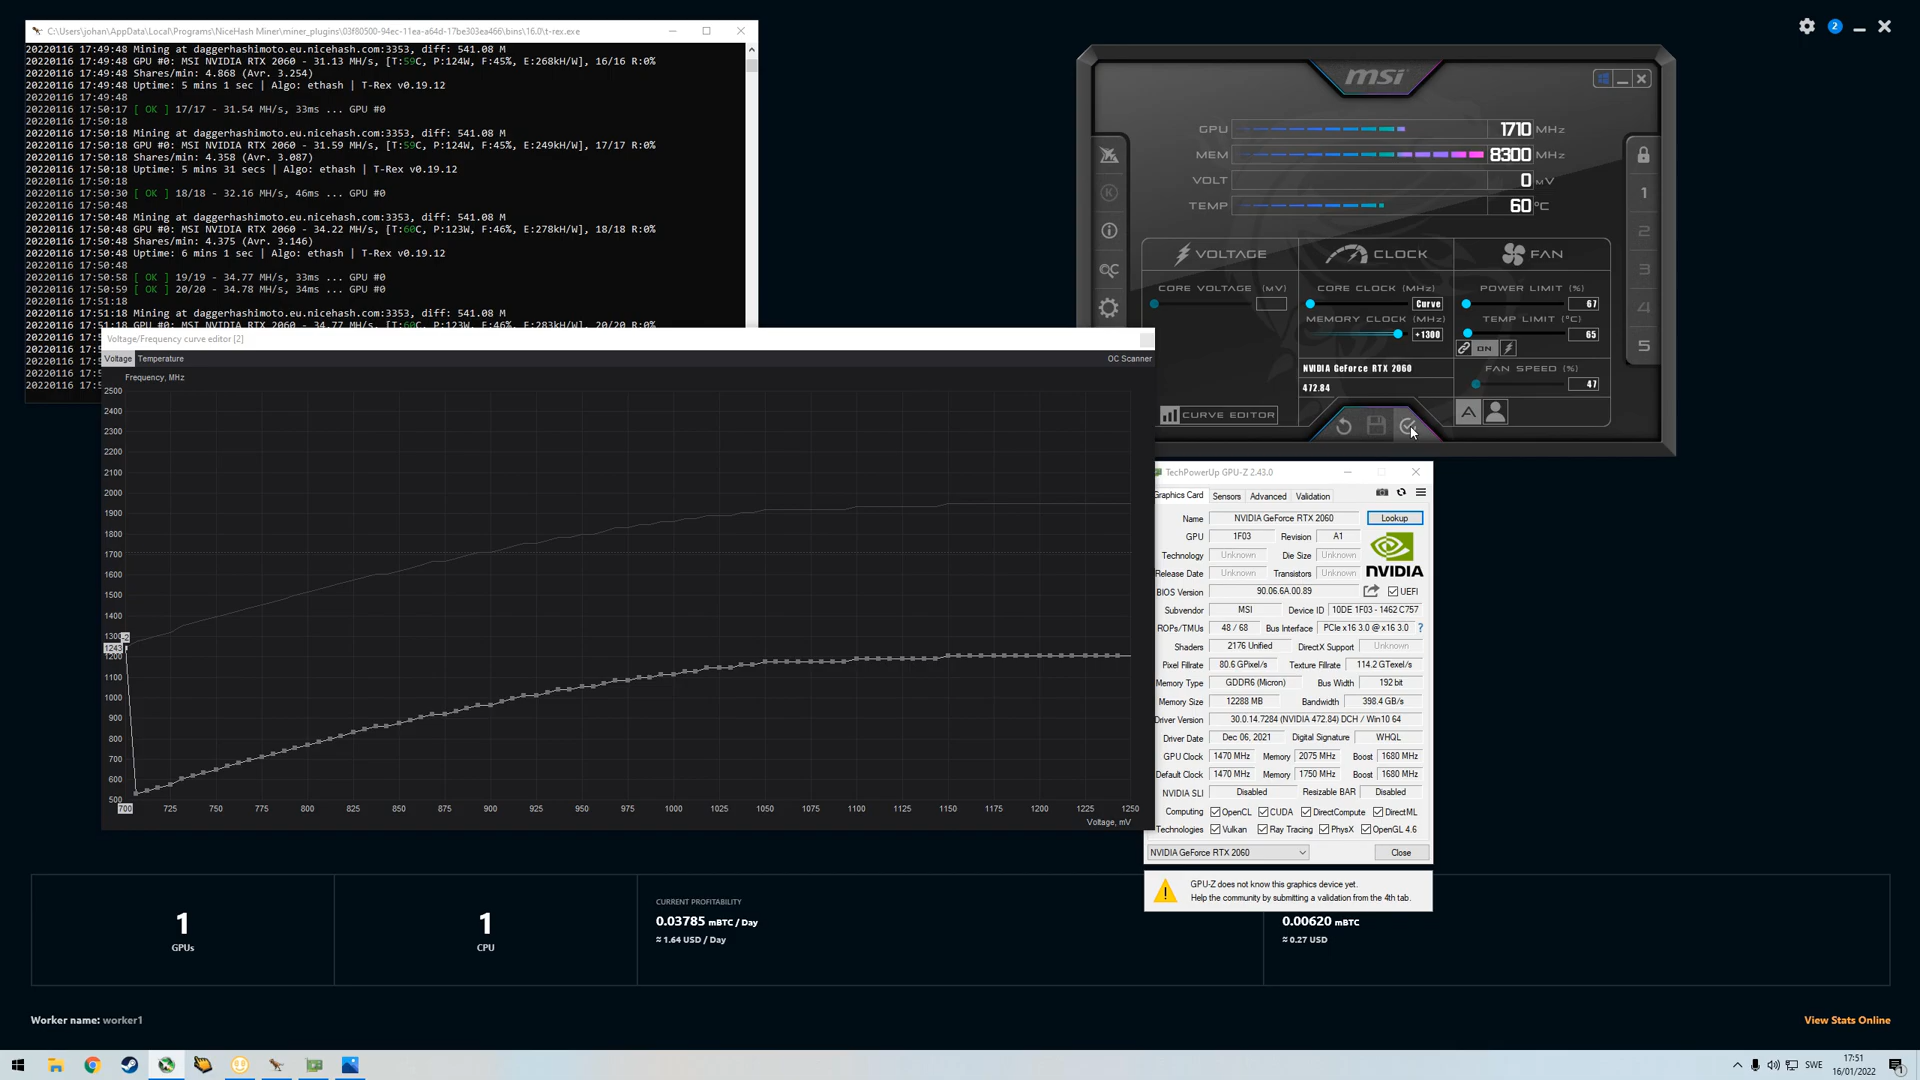 C:\Users\johan\AppData\Local\Programs\NiceHash Miner\miner_plugins\03f80500-94ec-11ea-a64d-17be303ea466\bins\16.0\t-rex.exe
20220116 17:49:48 Mining at daggerhashimoto.eu.nicehash.com:3353, diff: 541.08 M
20220116 17:49:48 GPU #0: MSI NVIDIA RTX 2060 - 31.13 MH/s, [T:59C, P:124W, F:45%, E:268kH/W], 16/16 R:0%
20220116 17:49:48 Shares/min: 4.868 (Avr. 3.254)
20220116 17:49:48 Uptime: 5 mins 1 sec | Algo: ethash | T-Rex v0.19.12
20220116 17:49:48
20220116 17:50:17 [ OK ] 17/17 - 31.54 MH/s, 33ms ... GPU #0
20220116 17:50:18
20220116 17:50:18 Mining at daggerhashimoto.eu.nicehash.com:3353, diff: 541.08 M
20220116 17:50:18 GPU #0: MSI NVIDIA RTX 2060 - 31.59 MH/s, [T:59C, P:124W, F:45%, E:249kH/W], 17/17 R:0%
20220116 17:50:18 Shares/min: 4.358 (Avr. 3.087)
20220116 17:50:18 Uptime: 5 mins 31 secs | Algo: ethash | T-Rex v0.19.12
20220116 17:50:18
20220116 17:50:30 [ OK ] 18/18 - 32.16 MH/s, 46ms ... GPU #0
20220116 17:50:48
20220116 17:50:48 Mining at daggerhashimoto.eu.nicehash.com:3353, diff: 541.08 M
20220116 17:50:48 GPU #0: MSI NVIDIA RTX 2060 - 34.22 MH/s, [T:60C, P:123W, F:46%, E:278kH/W], 18/18 R:0%
20220116 17:50:48 Shares/min: 4.375 (Avr. 3.146)
20220116 17:50:48 Uptime: 6 mins 1 sec | Algo: ethash | T-Rex v0.19.12
20220116 17:50:48
20220116 17:50:58 [ OK ] 19/19 - 34.77 MH/s, 33ms ... GPU #0
20220116 17:50:59 [ OK ] 20/20 - 34.78 MH/s, 34ms ... GPU #0
20220116 17:51:18
20220116 17:51:18 Mining at daggerhashimoto.eu.nicehash.com:3353, diff: 541.08 M
20220116 17:51:18 GPU #0: MSI NVIDIA RTX 2060 - 34.77 MH/s, [T:60C, P:123W, F:46%, E:283kH/W], 20/20 R:0%
20220116
20220116
20220116
20220116
20220116
2
msi
GPU 1710 MHz
MEM 8300 MHz
VOLT 0 mV
TEMP 60 °C
VOLTAGE CLOCK FAN
CORE VOLTAGE (MV)
CORE CLOCK (MHz) Curve
MEMORY CLOCK (MHz) +1300
POWER LIMIT (%) 67
TEMP LIMIT (°C) 65
ON
FAN SPEED (%) 47
NVIDIA GeForce RTX 2060
472.84
CURVE EDITOR
A
K
OC
1
2
3
4
5
Voltage/Frequency curve editor [2]
Voltage Temperature OC Scanner
Frequency, MHz
2500
2400
2300
2200
2100
2000
1900
1800
1700
1600
1500
1400
1300
1243
1200
1100
1000
900
800
700
600
500
700 725 750 775 800 825 850 875 900 925 950 975 1000 1025 1050 1075 1100 1125 1150 1175 1200 1225 1250
Voltage, mV
TechPowerUp GPU-Z 2.43.0
Graphics Card Sensors Advanced Validation
Name NVIDIA GeForce RTX 2060 Lookup
GPU 1F03 Revision A1
Technology Unknown Die Size Unknown
Release Date Unknown Transistors Unknown
NVIDIA
BIOS Version 90.06.6A.00.89 UEFI
Subvendor MSI Device ID 10DE 1F03 - 1462 C757
ROPs/TMUs 48 / 68 Bus Interface PCIe x16 3.0 @ x16 3.0 ?
Shaders 2176 Unified DirectX Support Unknown
Pixel Fillrate 80.6 GPixel/s Texture Fillrate 114.2 GTexel/s
Memory Type GDDR6 (Micron) Bus Width 192 bit
Memory Size 12288 MB Bandwidth 398.4 GB/s
Driver Version 30.0.14.7284 (NVIDIA 472.84) DCH / Win10 64
Driver Date Dec 06, 2021 Digital Signature WHQL
GPU Clock 1470 MHz Memory 2075 MHz Boost 1680 MHz
Default Clock 1470 MHz Memory 1750 MHz Boost 1680 MHz
NVIDIA SLI Disabled Resizable BAR Disabled
Computing OpenCL CUDA DirectCompute DirectML
Technologies Vulkan Ray Tracing PhysX OpenGL 4.6
NVIDIA GeForce RTX 2060 Close
GPU-Z does not know this graphics device yet.
Help the community by submitting a validation from the 4th tab.
1
GPUs
1
CPU
CURRENT PROFITABILITY
0.03785 mBTC / Day
≈ 1.64 USD / Day
0.00620 mBTC
≈ 0.27 USD
Worker name: worker1
View Stats Online
SWE
17:51
16/01/2022